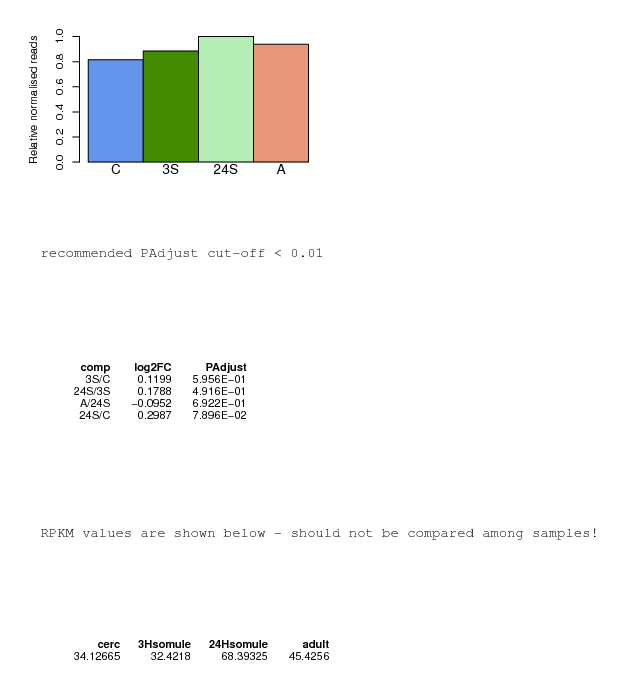 Relative normalised reads
1.0
0.8
0.6
0.4
0.2
0.0
C 3S 24S A
recommended PAdjust cut-off < 0.01
comp log2FC PAdjust
3S/C 0.1199 5.956E−01
24S/3S 0.1788 4.916E−01
A/24S −0.0952 6.922E−01
24S/C 0.2987 7.896E−02
RPKM values are shown below - should not be compared among samples!
cerc 3Hsomule 24Hsomule adult
34.12665 32.4218 68.39325 45.4256